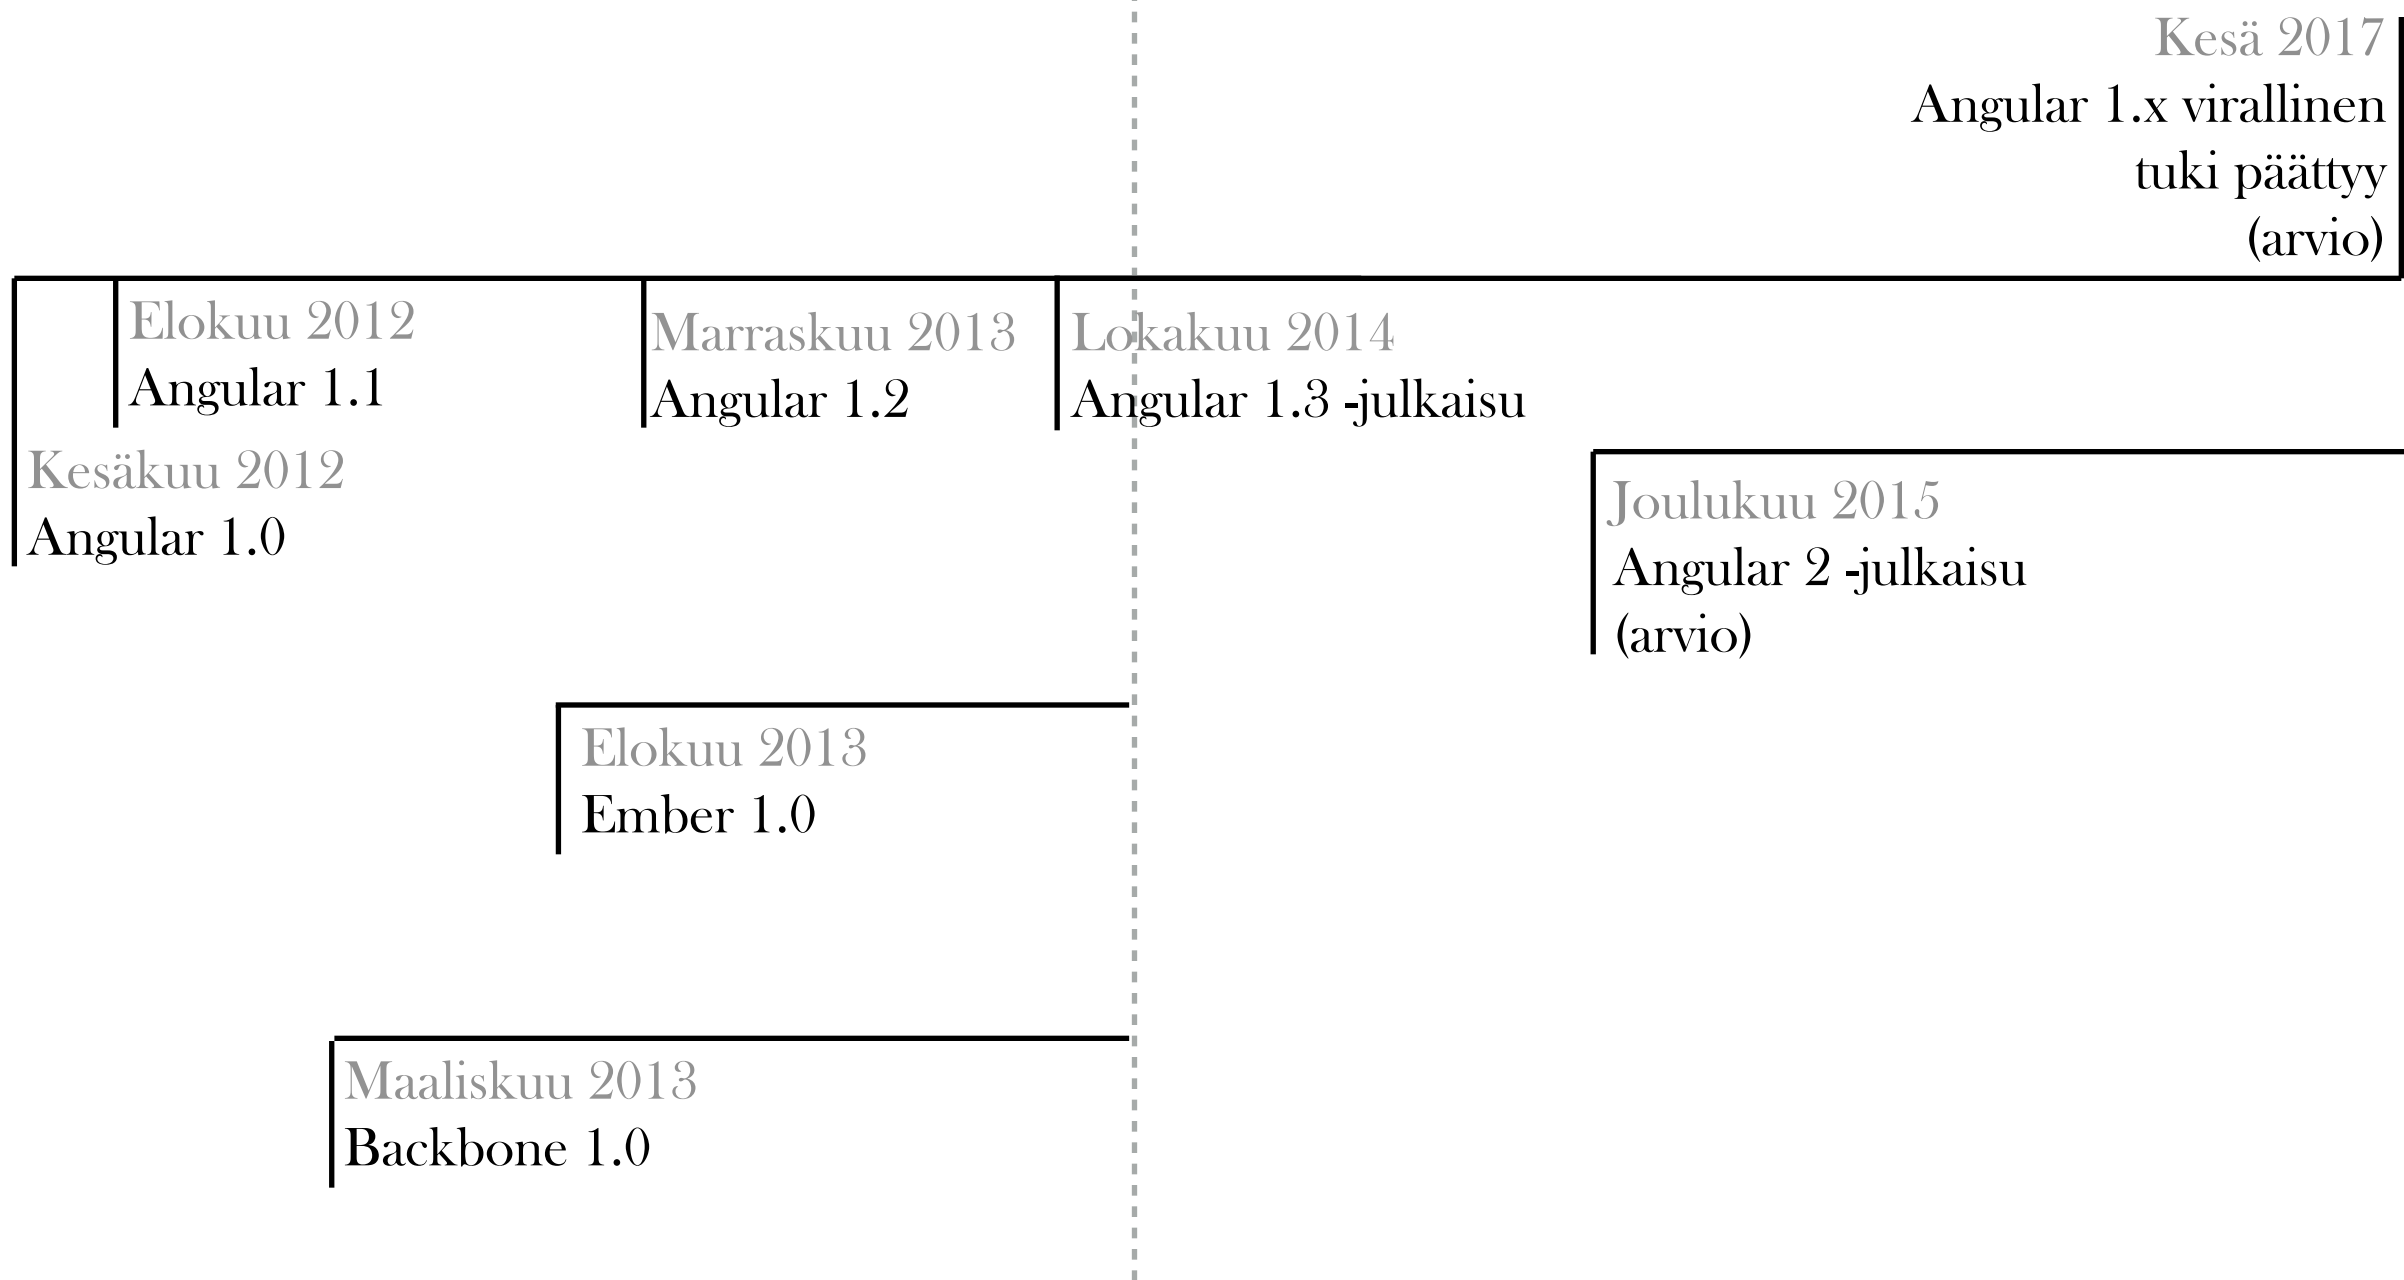 Kesä 2017
Angular 1.x virallinen
tuki päättyy
(arvio)
Elokuu 2012
Angular 1.1
Marraskuu 2013
Angular 1.2
Lokakuu 2014
Angular 1.3 -julkaisu
Kesäkuu 2012
Angular 1.0
Joulukuu 2015
Angular 2 -julkaisu
(arvio)
Elokuu 2013
Ember 1.0
Maaliskuu 2013
Backbone 1.0